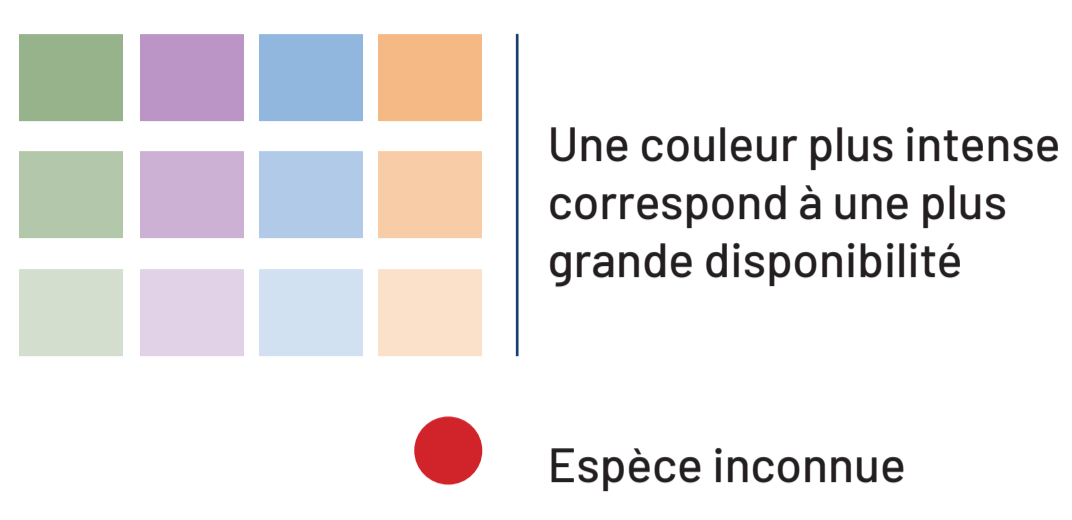 Une couleur plus intense
correspond à une plus
grande disponibilité
Espèce inconnue